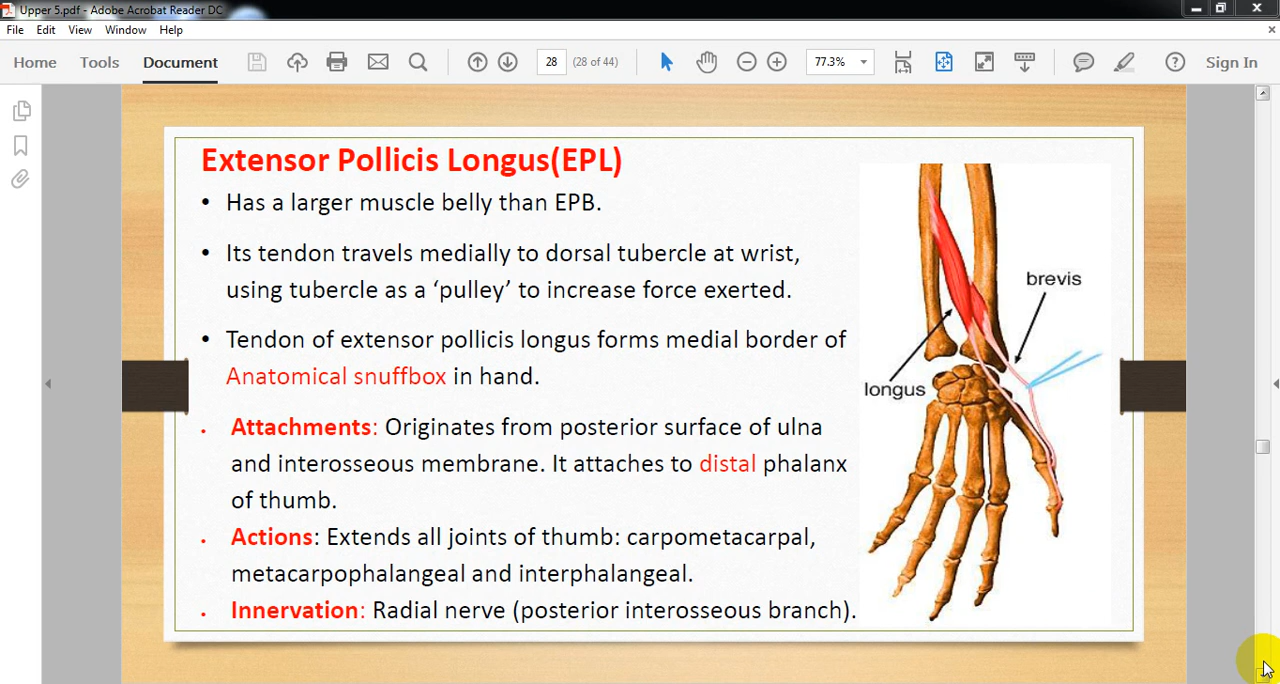 Upper 5.pdf - Adobe Acrobat Reader DC
File Edit View Window Help
Home Tools Document 28 (28 of 44) 77.3% Sign In
Extensor Pollicis Longus(EPL)
• Has a larger muscle belly than EPB.
• Its tendon travels medially to dorsal tubercle at wrist,
using tubercle as a ‘pulley’ to increase force exerted.
• Tendon of extensor pollicis longus forms medial border of
Anatomical snuffbox in hand.
• Attachments: Originates from posterior surface of ulna
and interosseous membrane. It attaches to distal phalanx
of thumb.
• Actions: Extends all joints of thumb: carpometacarpal,
metacarpophalangeal and interphalangeal.
• Innervation: Radial nerve (posterior interosseous branch).
brevis
longus